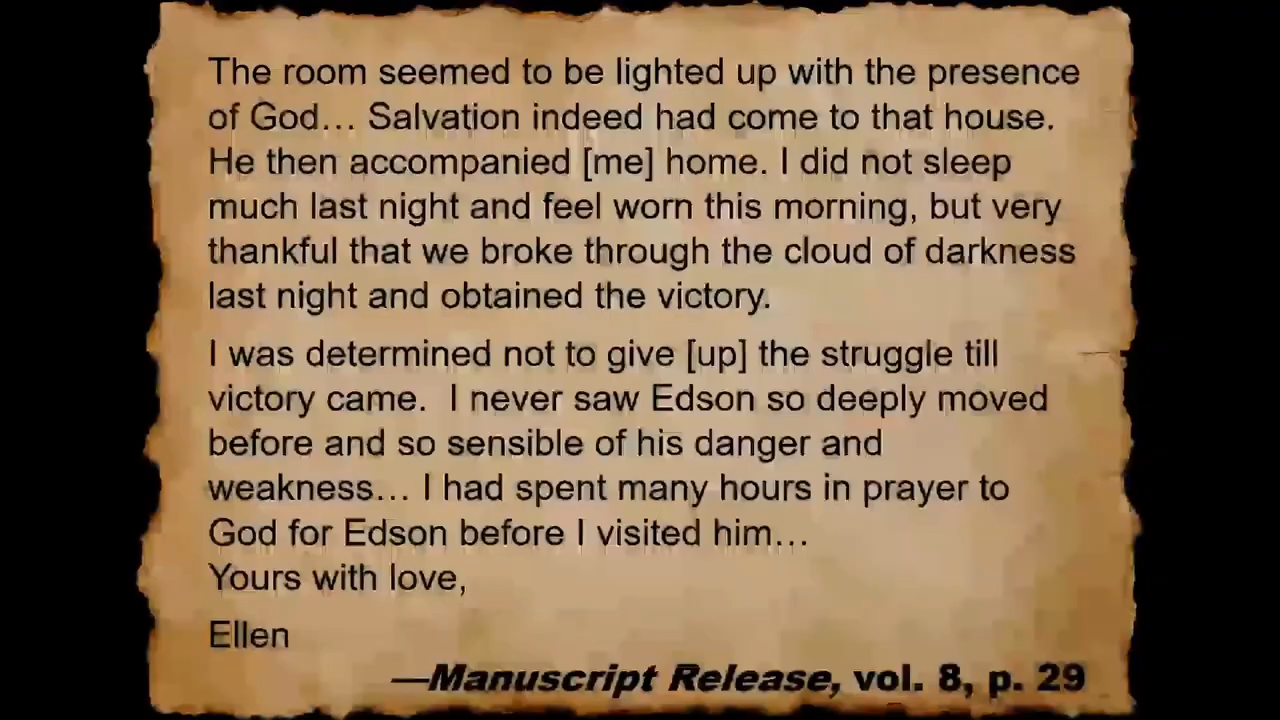 The room seemed to be lighted up with the presence
of God… Salvation indeed had come to that house.
He then accompanied [me] home. I did not sleep
much last night and feel worn this morning, but very
thankful that we broke through the cloud of darkness
last night and obtained the victory.
I was determined not to give [up] the struggle till
victory came.  I never saw Edson so deeply moved
before and so sensible of his danger and
weakness… I had spent many hours in prayer to
God for Edson before I visited him…
Yours with love,
Ellen
—Manuscript Release, vol. 8, p. 29